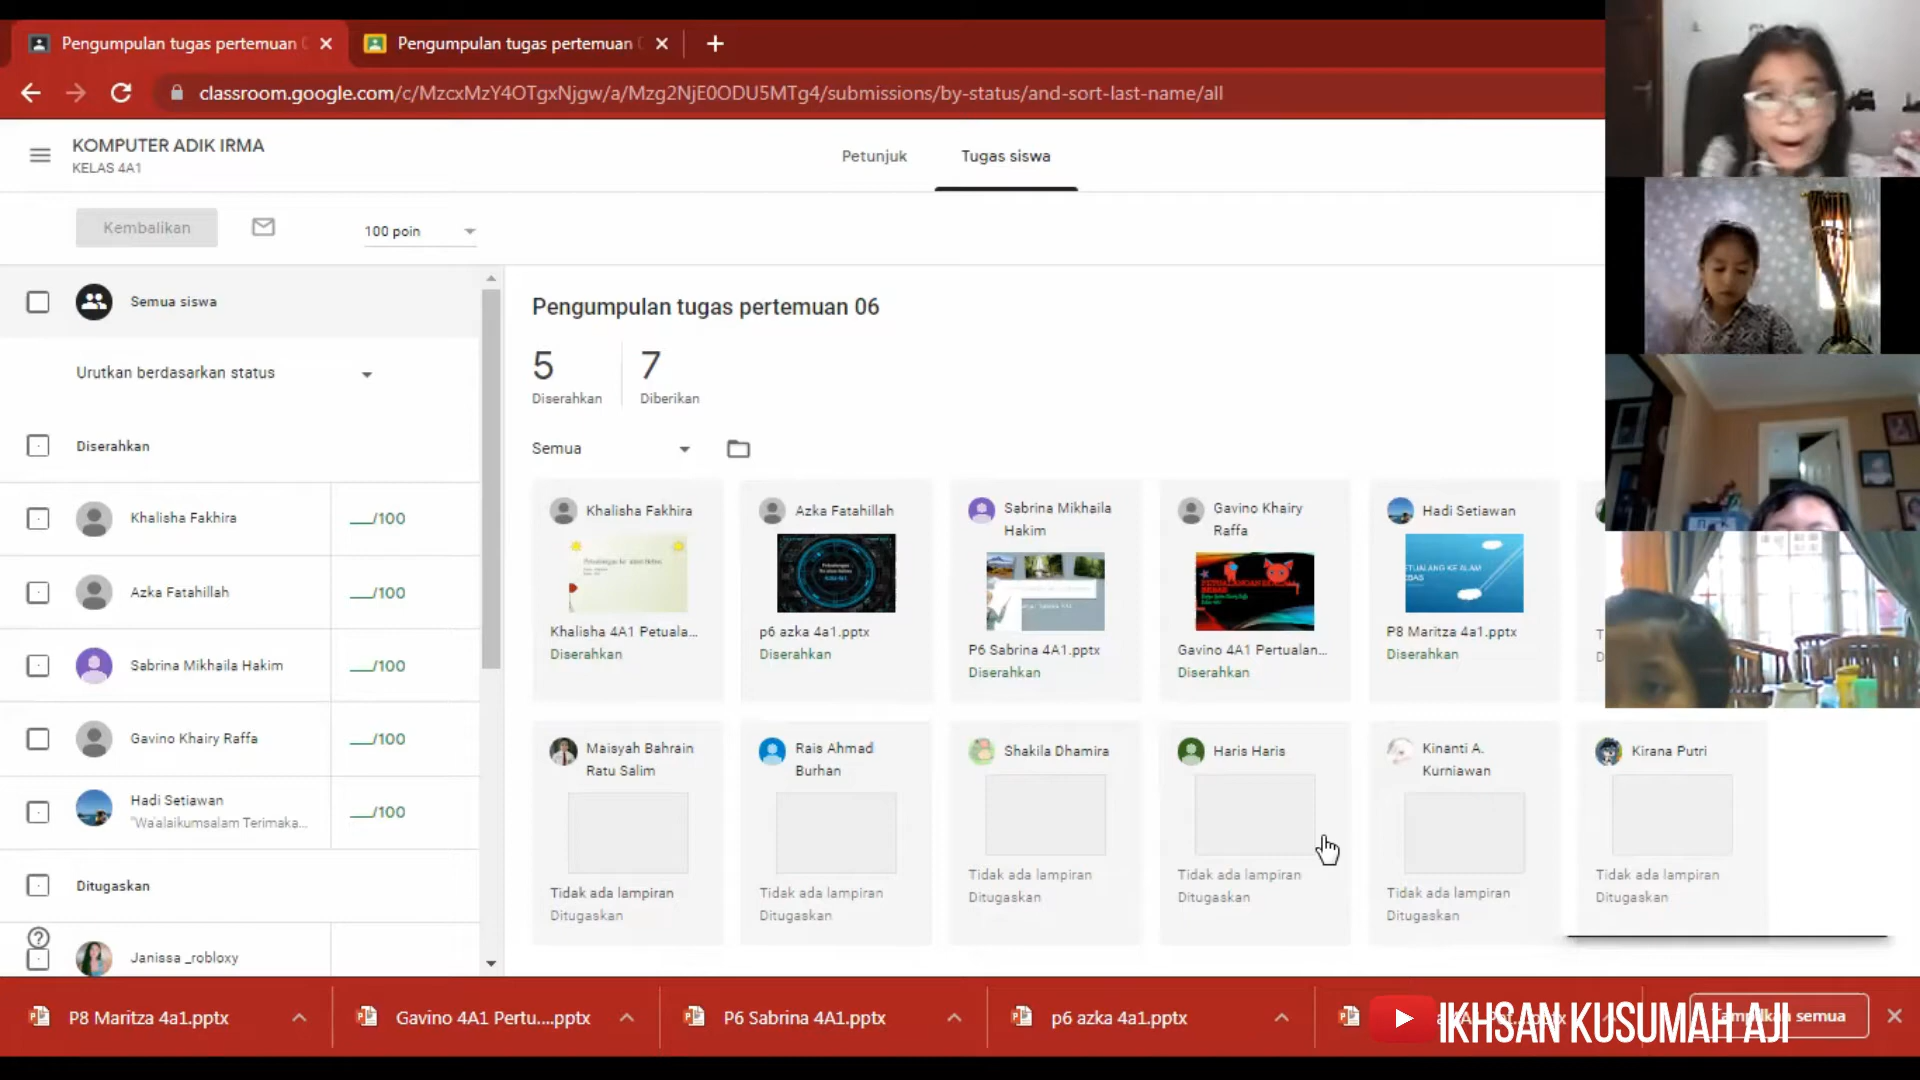 Pengumpulan tugas pertemuan
Pengumpulan tugas pertemuan
classroom.google.com/c/MzcxMzY4OTgxNjgw/a/Mzg2NjE0ODU5MTg4/submissions/by-status/and-sort-last-name/all
KOMPUTER ADIK IRMA
KELAS 4A1
Petunjuk
Tugas siswa
Kembalikan
100 poin
Semua siswa
Urutkan berdasarkan status
Diserahkan
Khalisha Fakhira
__/100
Azka Fatahillah
__/100
Sabrina Mikhaila Hakim
__/100
Gavino Khairy Raffa
__/100
Hadi Setiawan
"Wa'alaikumsalam Terimaka...
__/100
Ditugaskan
Janissa _robloxy
Pengumpulan tugas pertemuan 06
5
Diserahkan
7
Diberikan
Semua
Khalisha Fakhira
Khalisha 4A1 Petuala...
Diserahkan
Azka Fatahillah
p6 azka 4a1.pptx
Diserahkan
Sabrina Mikhaila
Hakim
P6 Sabrina 4A1.pptx
Diserahkan
Gavino Khairy
Raffa
Gavino 4A1 Pertualan...
Diserahkan
Hadi Setiawan
ETUALANG KE ALAM
EBAS
P8 Maritza 4a1.pptx
Diserahkan
Maisyah Bahrain
Ratu Salim
Tidak ada lampiran
Ditugaskan
Rais Ahmad
Burhan
Tidak ada lampiran
Ditugaskan
Shakila Dhamira
Tidak ada lampiran
Ditugaskan
Haris Haris
Tidak ada lampiran
Ditugaskan
Kinanti A.
Kurniawan
Tidak ada lampiran
Ditugaskan
Kirana Putri
Tidak ada lampiran
Ditugaskan
P8 Maritza 4a1.pptx
Gavino 4A1 Pertu....pptx
P6 Sabrina 4A1.pptx
p6 azka 4a1.pptx
semua
IKHSAN KUSUMAH AJI